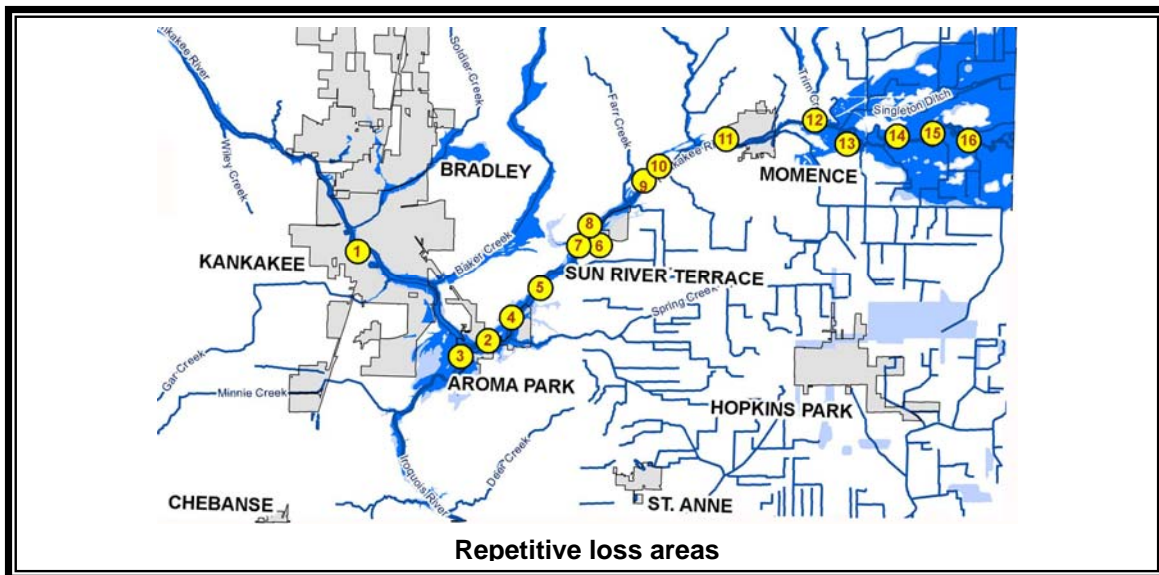 nkakee River
Soldier Creek
Wiley Creek
BRADLEY
Farr Creek
Trim Cr
Singleton Ditch
12
11
13
14
15
16
10
9
MOMENCE
KANKAKEE
1
Baker Creek
8
7
6
SUN RIVER TERRACE
5
Spring Creek
4
2
3
Gar Creek
Minnie Creek
AROMA PARK
HOPKINS PARK
Iroquois River
Deer Creek
CHEBANSE
ST. ANNE
Repetitive loss areas